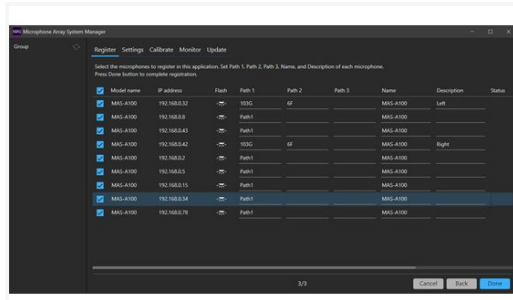 Microphone Array System Manager
Group
Register Settings Calibrate Monitor Update
Select the microphones to register in this application. Set Path 1, Path 2, Path 3, Name, and Description of each microphone.
Press Done button to complete registration.
Model name IP address Flash Path 1 Path 2 Path 3 Name Description Status
MAS-A100 192.168.0.32 103G 6F MAS-A100 Left
MAS-A100 192.168.0.8 Path1 MAS-A100
MAS-A100 192.168.0.43 Path1 MAS-A100
MAS-A100 192.168.0.42 103G 6F MAS-A100 Right
MAS-A100 192.168.0.2 Path1 MAS-A100
MAS-A100 192.168.0.5 Path1 MAS-A100
MAS-A100 192.168.0.15 Path1 MAS-A100
MAS-A100 192.168.0.34 Path1 MAS-A100
MAS-A100 192.168.0.78 Path1 MAS-A100
3/3
Cancel Back Done